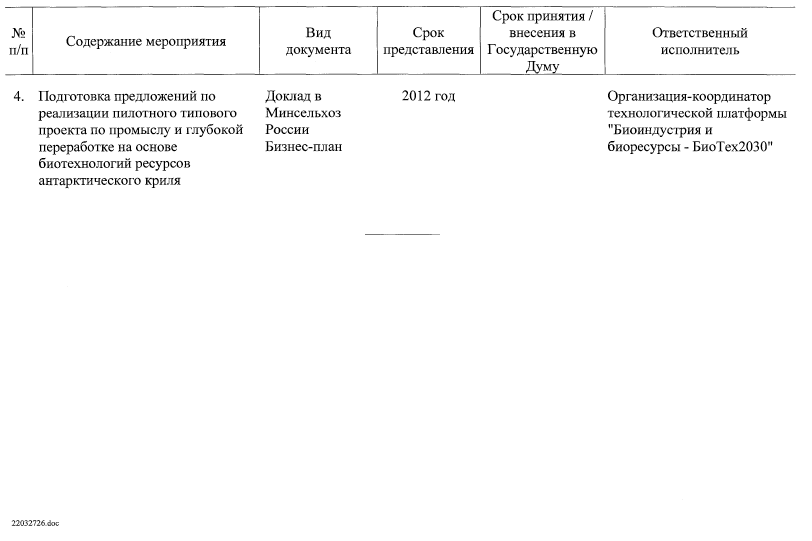 № п/п
Содержание мероприятия
Вид документа
Срок представления
Срок принятия / внесения в Государственную Думу
Ответственный исполнитель
4.
Подготовка предложений по
реализации пилотного типового
проекта по промыслу и глубокой
переработке на основе
биотехнологий ресурсов
антарктического криля
Доклад в
Минсельхоз
России
Бизнес-план
2012 год
Организация-координатор
технологической платформы
"Биоиндустрия и
биоресурсы - БиоТех2030"
22032726.doc